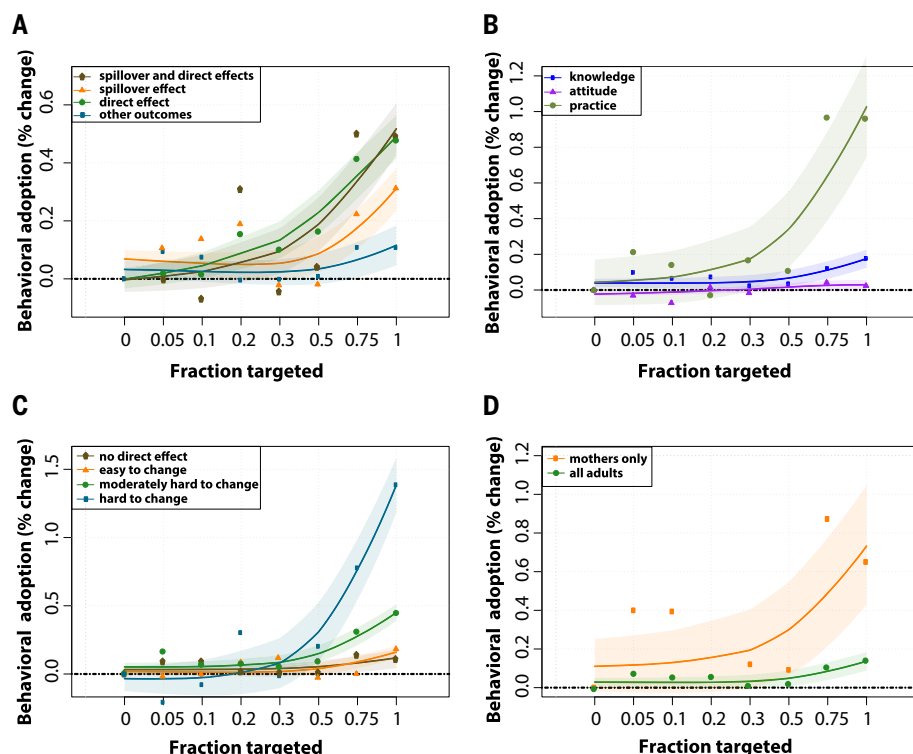 A
Behavioral adoption (% change)
spillover and direct effects
spillover effect
direct effect
other outcomes
0.6
0.4
0.2
0.0
0 0.05 0.1 0.2 0.3 0.5 0.75 1
Fraction targeted
B
Behavioral adoption (% change)
knowledge
attitude
practice
1.2
1.0
0.8
0.6
0.4
0.2
0.0
0 0.05 0.1 0.2 0.3 0.5 0.75 1
Fraction targeted
C
Behavioral adoption (% change)
no direct effect
easy to change
moderately hard to change
hard to change
1.5
1.0
0.5
0.0
0 0.05 0.1 0.2 0.3 0.5 0.75 1
Fraction targeted
D
Behavioral adoption (% change)
mothers only
all adults
1.2
1.0
0.8
0.6
0.4
0.2
0.0
0 0.05 0.1 0.2 0.3 0.5 0.75 1
Fraction targeted